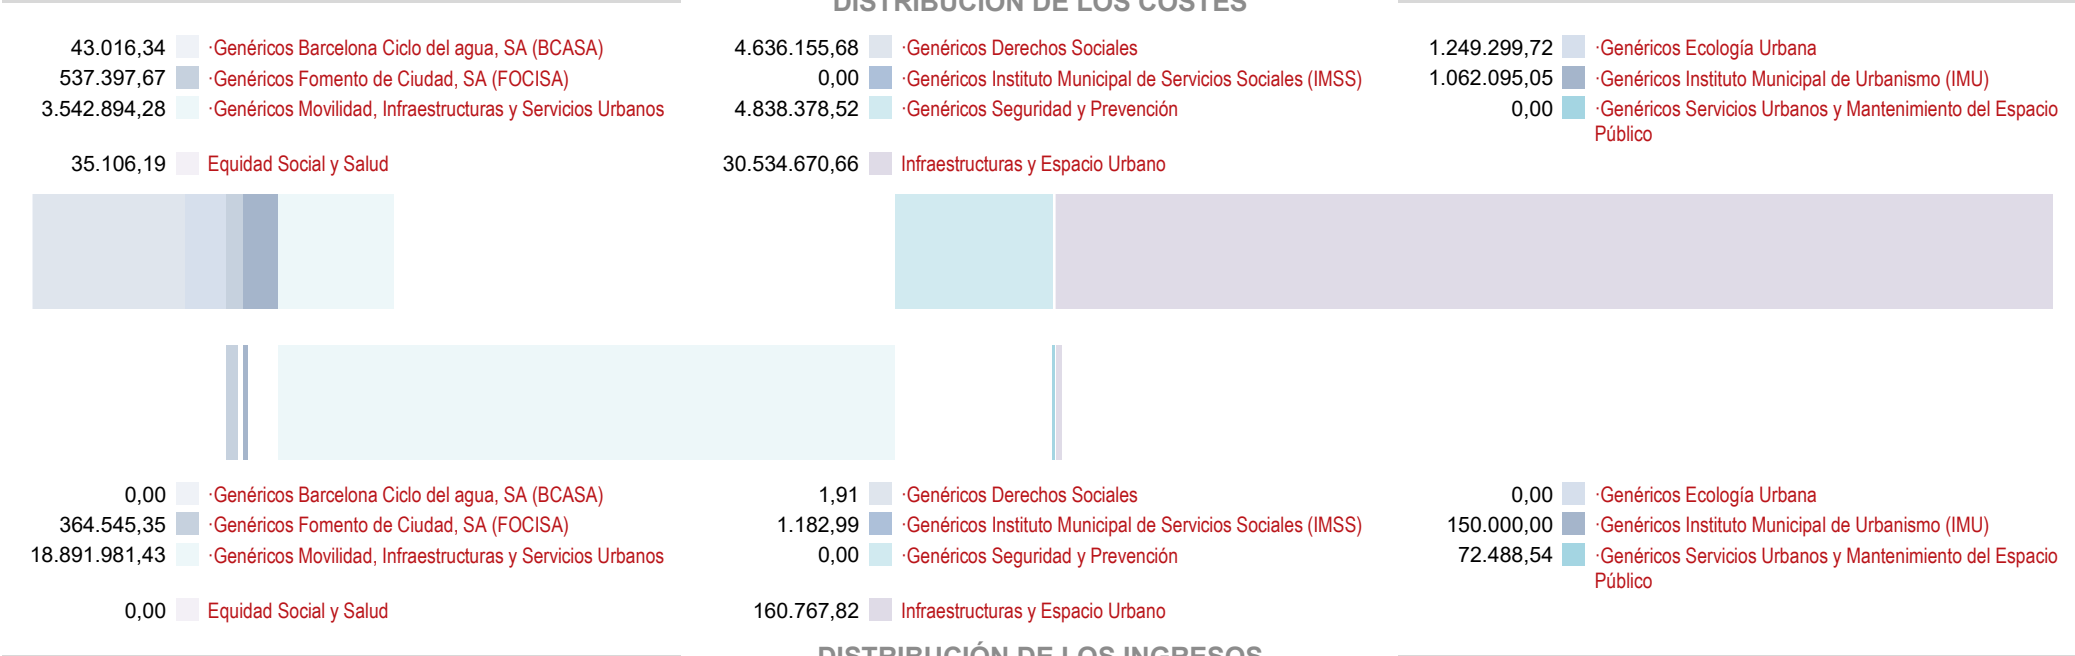 DISTRIBUCIÓN DE LOS COSTES
43.016,34 ·Genéricos Barcelona Ciclo del agua, SA (BCASA)
4.636.155,68 ·Genéricos Derechos Sociales
1.249.299,72 ·Genéricos Ecología Urbana
537.397,67 ·Genéricos Fomento de Ciudad, SA (FOCISA)
0,00 ·Genéricos Instituto Municipal de Servicios Sociales (IMSS)
1.062.095,05 ·Genéricos Instituto Municipal de Urbanismo (IMU)
3.542.894,28 ·Genéricos Movilidad, Infraestructuras y Servicios Urbanos
4.838.378,52 ·Genéricos Seguridad y Prevención
0,00 ·Genéricos Servicios Urbanos y Mantenimiento del Espacio
Público
35.106,19 Equidad Social y Salud
30.534.670,66 Infraestructuras y Espacio Urbano
0,00 ·Genéricos Barcelona Ciclo del agua, SA (BCASA)
1,91 ·Genéricos Derechos Sociales
0,00 ·Genéricos Ecología Urbana
364.545,35 ·Genéricos Fomento de Ciudad, SA (FOCISA)
1.182,99 ·Genéricos Instituto Municipal de Servicios Sociales (IMSS)
150.000,00 ·Genéricos Instituto Municipal de Urbanismo (IMU)
18.891.981,43 ·Genéricos Movilidad, Infraestructuras y Servicios Urbanos
0,00 ·Genéricos Seguridad y Prevención
72.488,54 ·Genéricos Servicios Urbanos y Mantenimiento del Espacio
Público
0,00 Equidad Social y Salud
160.767,82 Infraestructuras y Espacio Urbano
DISTRIBUCIÓN DE LOS INGRESOS